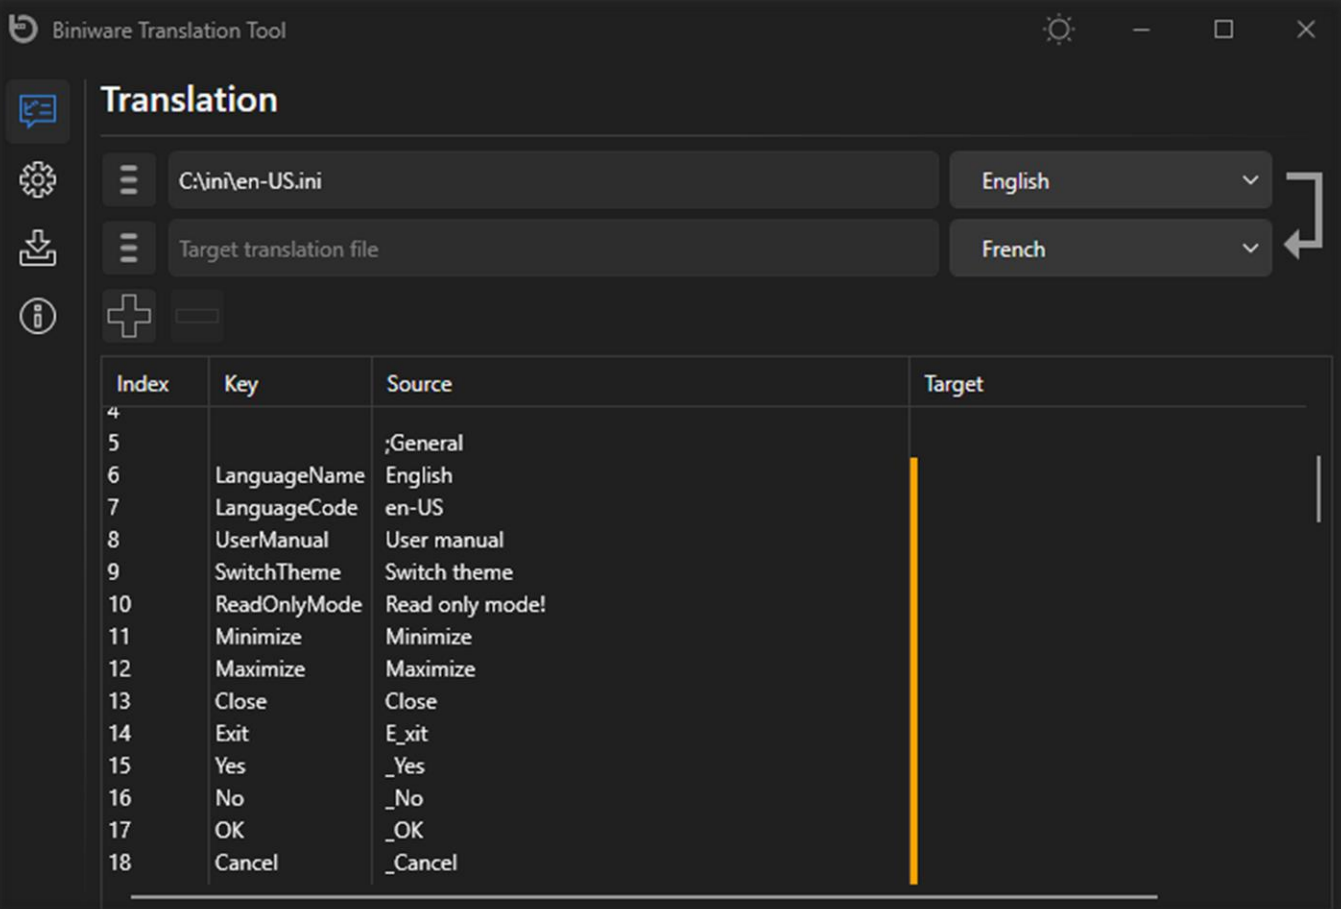 Biniware Translation Tool
Translation
C:\ini\en-US.ini English
Target translation file French
Index Key Source Target
4
5 ;General
6 LanguageName English
7 LanguageCode en-US
8 UserManual User manual
9 SwitchTheme Switch theme
10 ReadOnlyMode Read only mode!
11 Minimize Minimize
12 Maximize Maximize
13 Close Close
14 Exit E_xit
15 Yes _Yes
16 No _No
17 OK _OK
18 Cancel _Cancel